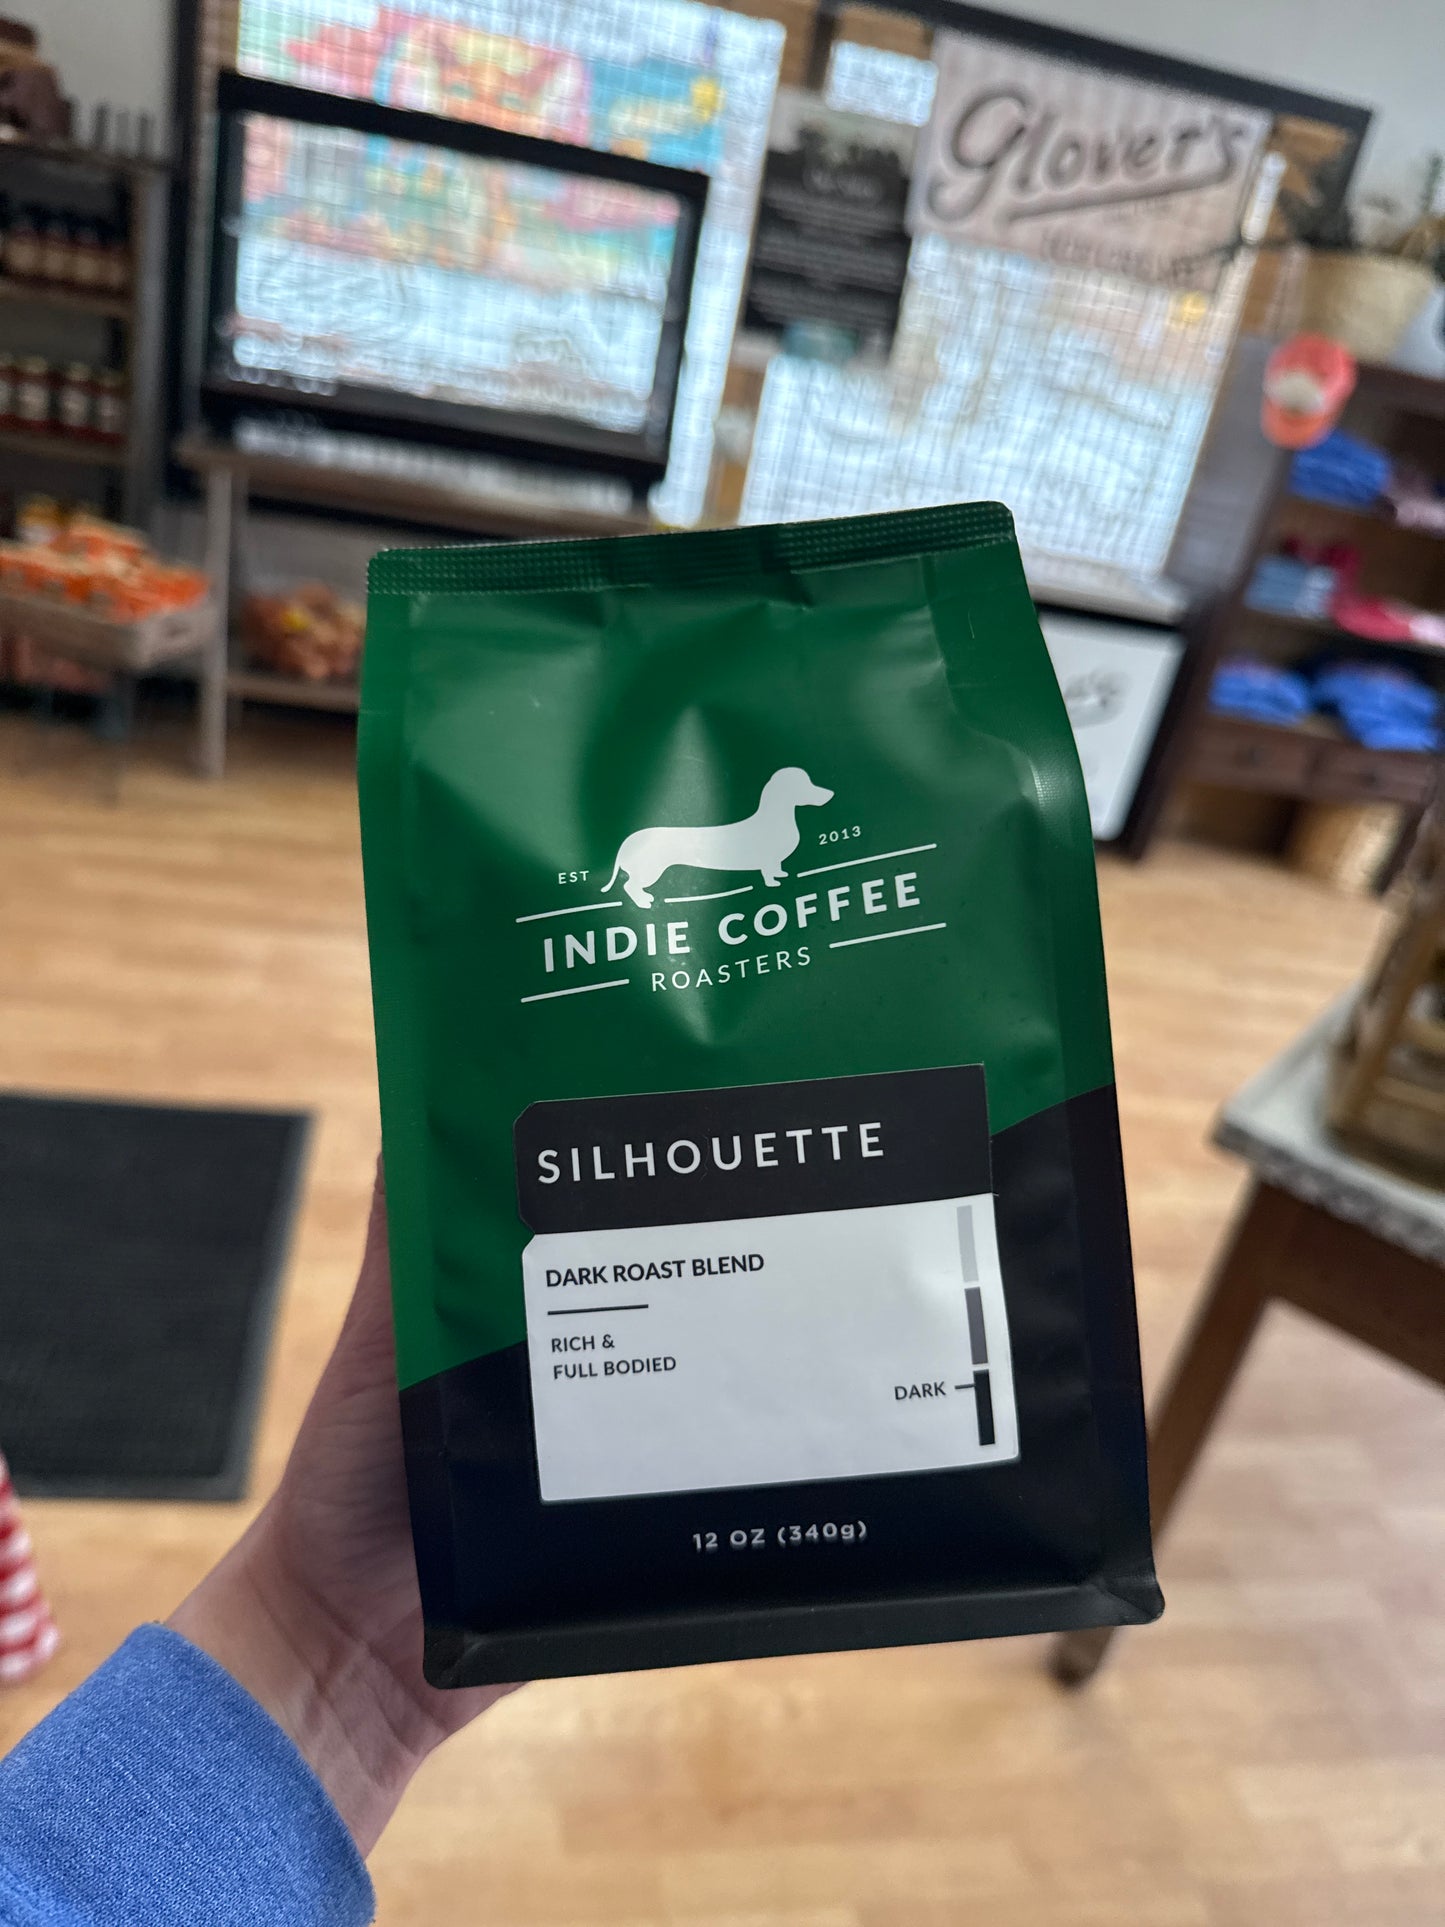 Glover's
EST
2013
INDIE COFFEE
ROASTERS
SILHOUETTE
DARK ROAST BLEND
RICH &
FULL BODIED
DARK
12 OZ (340g)